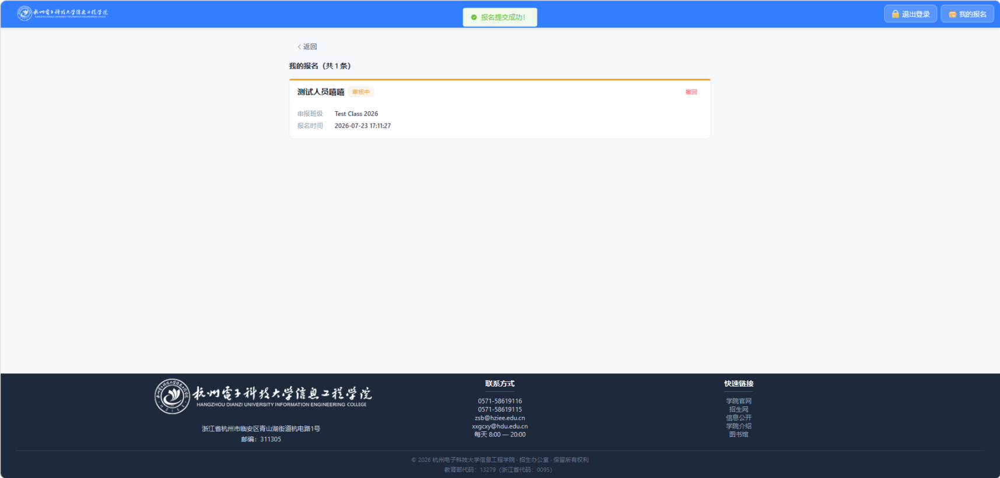 杭州电子科技大学信息工程学院
HANGZHOU DIANZI UNIVERSITY INFORMATION ENGINEERING COLLEGE
报名提交成功！
退出登录
我的报名
返回
我的报名（共 1 条）
测试人员嘻嘻 审核中
撤回
申报班级 Test Class 2026
报名时间 2026-07-23 17:11:27
杭州電子科技大学信息工程学院
HANGZHOU DIANZI UNIVERSITY INFORMATION ENGINEERING COLLEGE
浙江省杭州市临安区青山湖街道杭电路1号
邮编：311305
联系方式
0571-58619116
0571-58619115
zsb@hziee.edu.cn
xxgcxy@hdu.edu.cn
每天 8:00 — 20:00
快速链接
学院官网
招生网
信息公开
学院介绍
图书馆
© 2026 杭州电子科技大学信息工程学院 · 招生办公室 · 保留所有权利
教育部代码：13279（浙江省代码：0095）